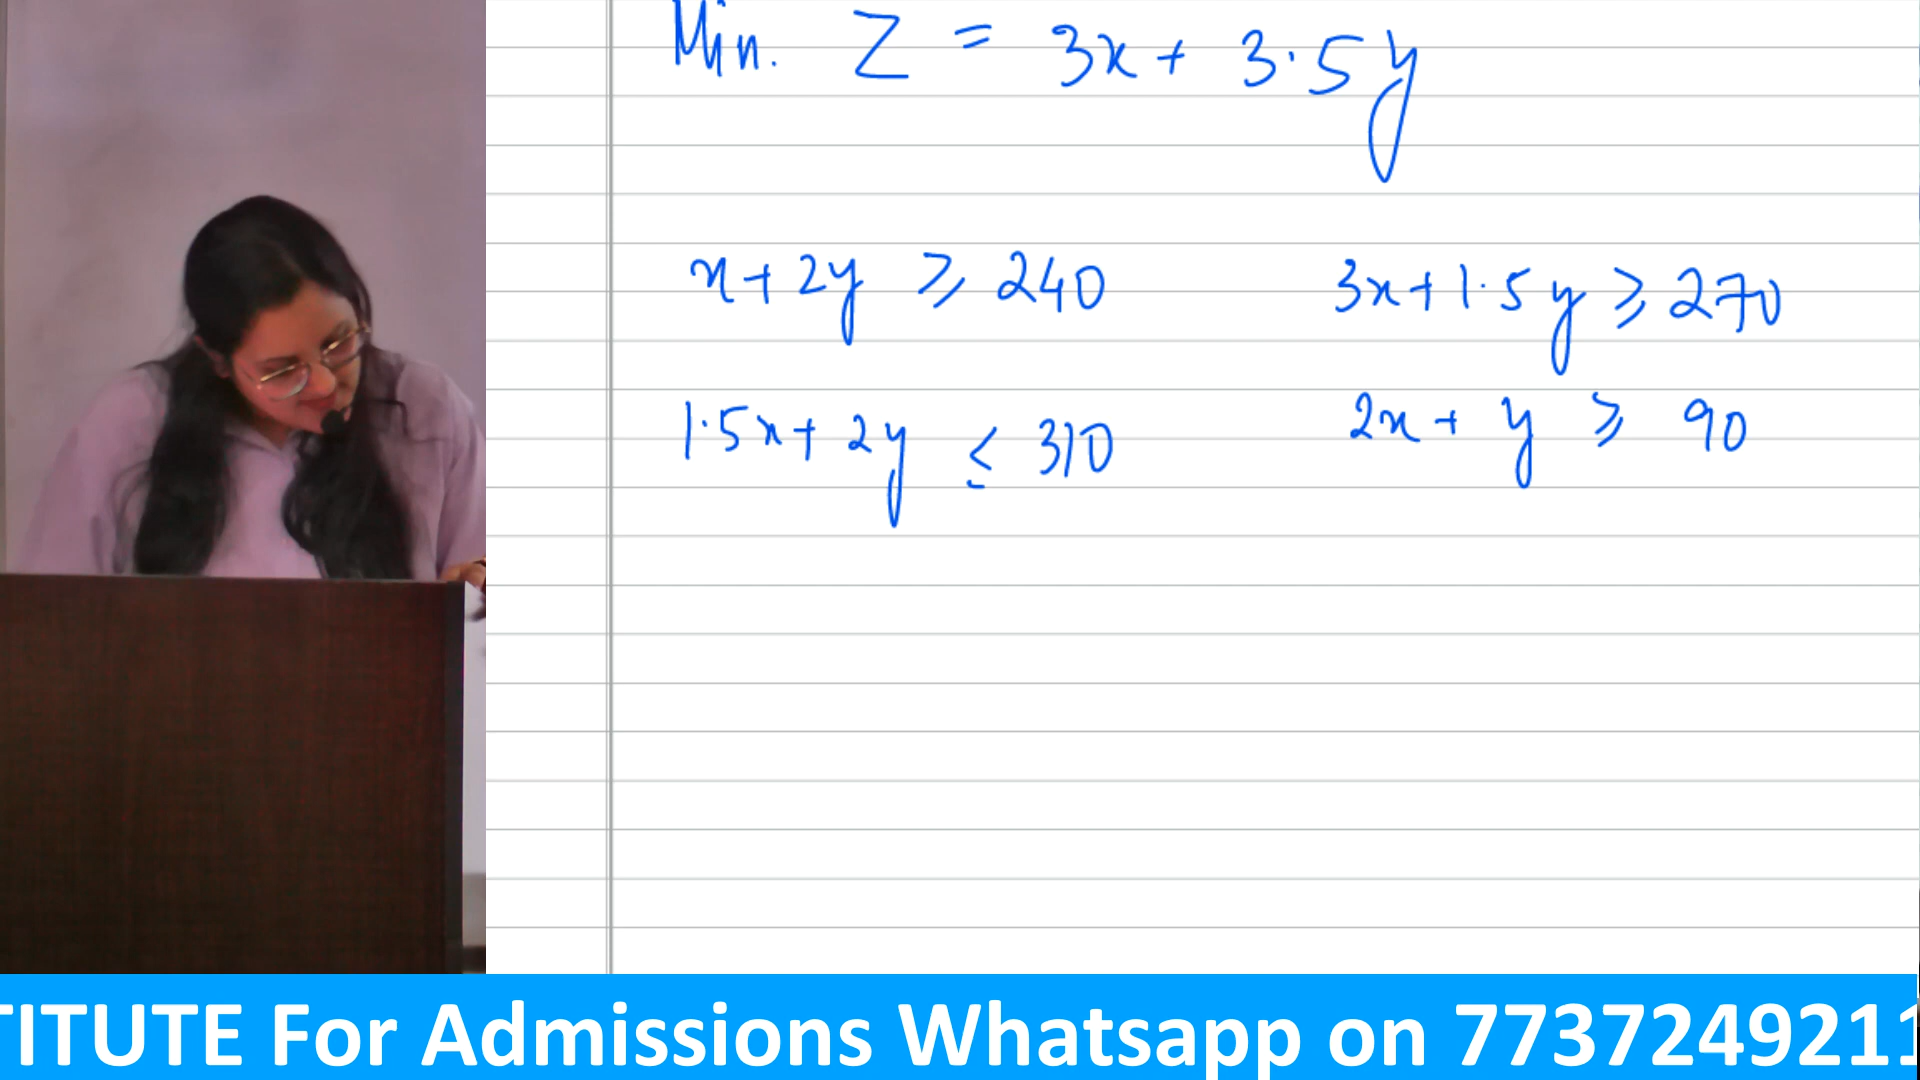 Min. Z = 3x + 3.5y
x + 2y ≥ 240 3x + 1.5y ≥ 270
1.5x + 2y ≤ 310 2x + y ≥ 90
TITUTE For Admissions Whatsapp on 7737249211